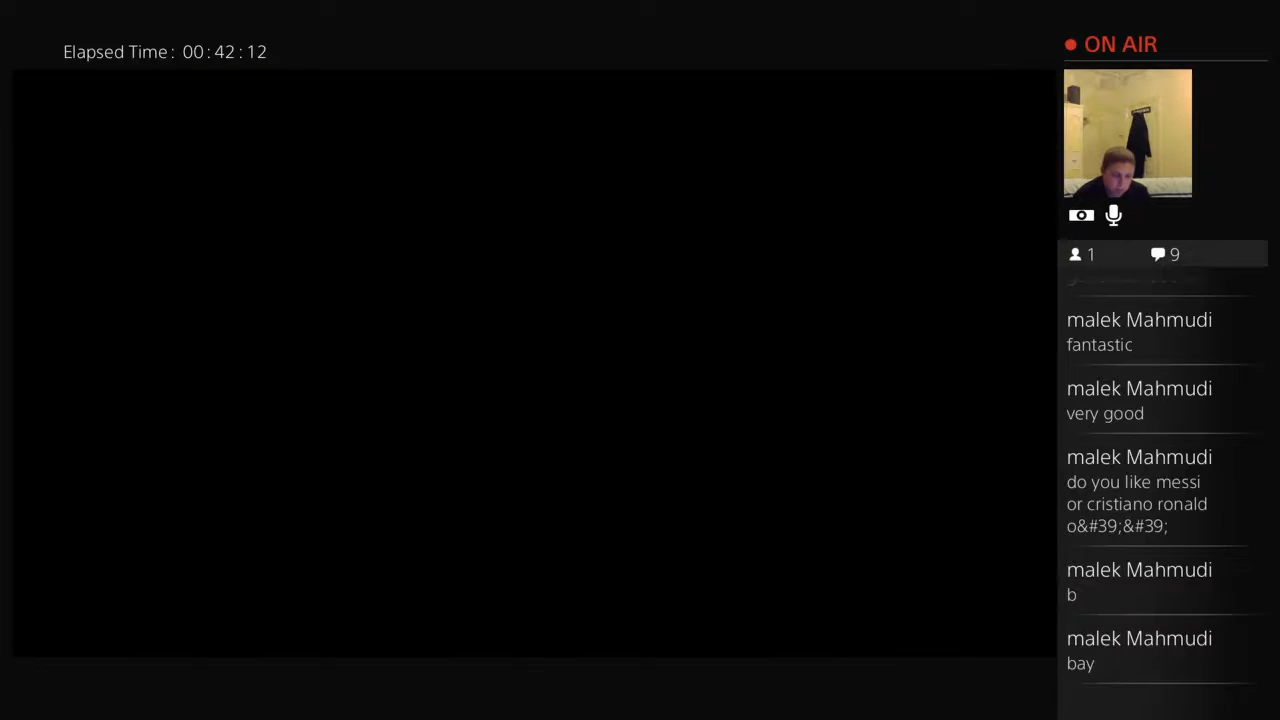 Elapsed Time: 00:42:12
ON AIR
1 9
malek Mahmudi
fantastic
malek Mahmudi
very good
malek Mahmudi
do you like messi
or cristiano ronald
o&#39;&#39;
malek Mahmudi
b
malek Mahmudi
bay